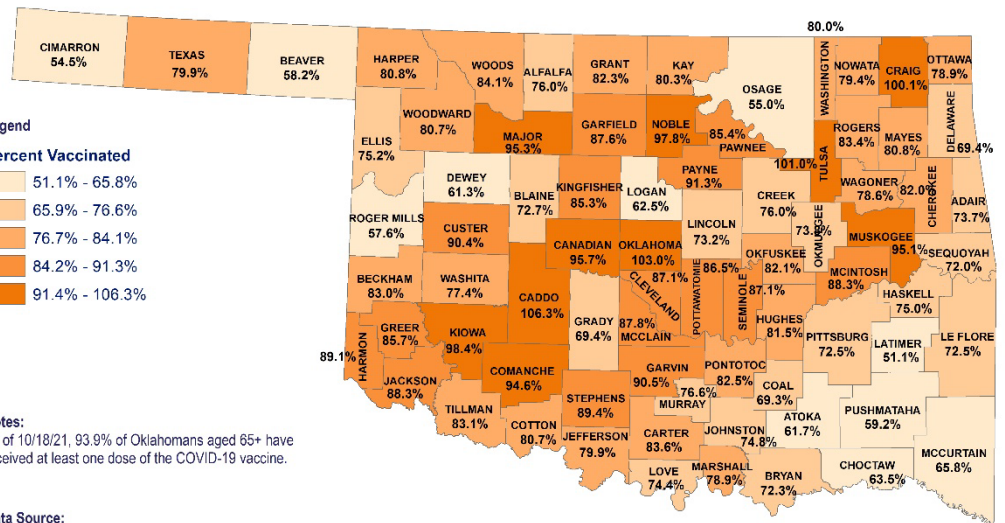 80.0%
CIMARRON
54.5%
TEXAS
79.9%
BEAVER
58.2%
HARPER
80.8%
WOODS
84.1%
ALFALFA
76.0%
GRANT
82.3%
KAY
80.3%
OSAGE
55.0%
WASHINGTON
NOWATA
79.4%
CRAIG
100.1%
OTTAWA
78.9%
ELLIS
75.2%
WOODWARD
80.7%
MAJOR
95.3%
GARFIELD
87.6%
NOBLE
97.8%
85.4%
PAWNEE
ROGERS
83.4%
MAYES
80.8%
DELAWARE
69.4%
gend
ercent Vaccinated
51.1% - 65.8%
65.9% - 76.6%
76.7% - 84.1%
84.2% - 91.3%
91.4% - 106.3%
ROGER MILLS
57.6%
DEWEY
61.3%
BLAINE
72.7%
KINGFISHER
85.3%
LOGAN
62.5%
PAYNE
91.3%
CREEK
76.0%
101.0%
TULSA
WAGONER
78.6%
82.0%
CHEROKEE
ADAIR
73.7%
CUSTER
90.4%
CANADIAN
95.7%
OKLAHOMA
103.0%
LINCOLN
73.2%
OKFUSKEE
82.1%
OKMULGEE
MUSKOGEE
95.1%
SEQUOYAH
72.0%
BECKHAM
83.0%
WASHITA
77.4%
CADDO
106.3%
GRADY
69.4%
87.1%
CLEVELAND
86.5%
POTTAWATOMIE
SEMINOLE
87.1%
MCINTOSH
88.3%
HASKELL
75.0%
HUGHES
81.5%
PITTSBURG
72.5%
LATIMER
51.1%
LE FLORE
72.5%
89.1%
HARMON
GREER
85.7%
KIOWA
98.4%
87.8%
MCCLAIN
JACKSON
88.3%
COMANCHE
94.6%
GARVIN
90.5%
PONTOTOC
82.5%
COAL
69.3%
TILLMAN
83.1%
COTTON
80.7%
STEPHENS
89.4%
76.6%
MURRAY
JOHNSTON
74.8%
ATOKA
61.7%
PUSHMATAHA
59.2%
MCCURTAIN
65.8%
JEFFERSON
79.9%
CARTER
83.6%
LOVE
74.4%
MARSHALL
78.9%
BRYAN
72.3%
CHOCTAW
63.5%
otes:
of 10/18/21, 93.9% of Oklahomans aged 65+ have
ceived at least one dose of the COVID-19 vaccine.
ata Source: